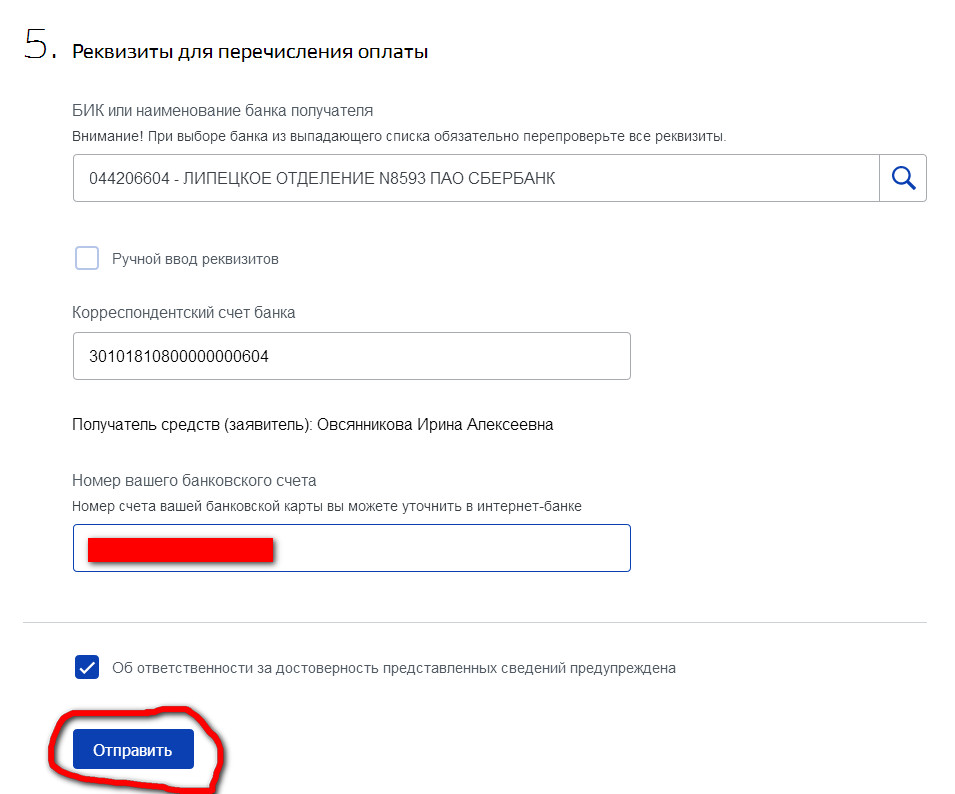 5. Реквизиты для перечисления оплаты
БИК или наименование банка получателя
Внимание! При выборе банка из выпадающего списка обязательно перепроверьте все реквизиты.
044206604 - ЛИПЕЦКОЕ ОТДЕЛЕНИЕ N8593 ПАО СБЕРБАНК
Ручной ввод реквизитов
Корреспондентский счет банка
30101810800000000604
Получатель средств (заявитель): Овсянникова Ирина Алексеевна
Номер вашего банковского счета
Номер счета вашей банковской карты вы можете уточнить в интернет-банке
Об ответственности за достоверность представленных сведений предупреждена
Отправить